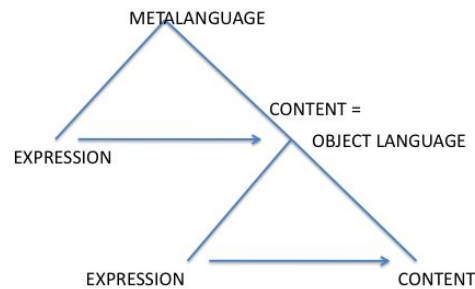 METALANGUAGE
CONTENT =
OBJECT LANGUAGE
EXPRESSION
EXPRESSION
CONTENT